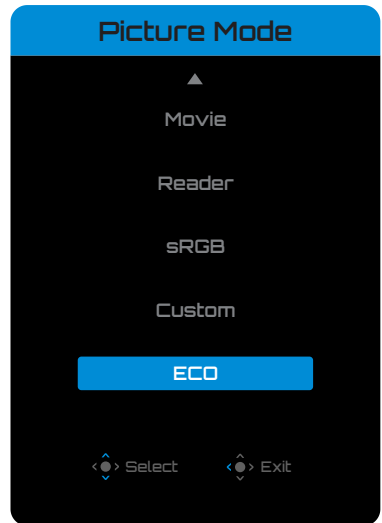 Picture Mode
Movie
Reader
sRGB
Custom
ECO
Select Exit